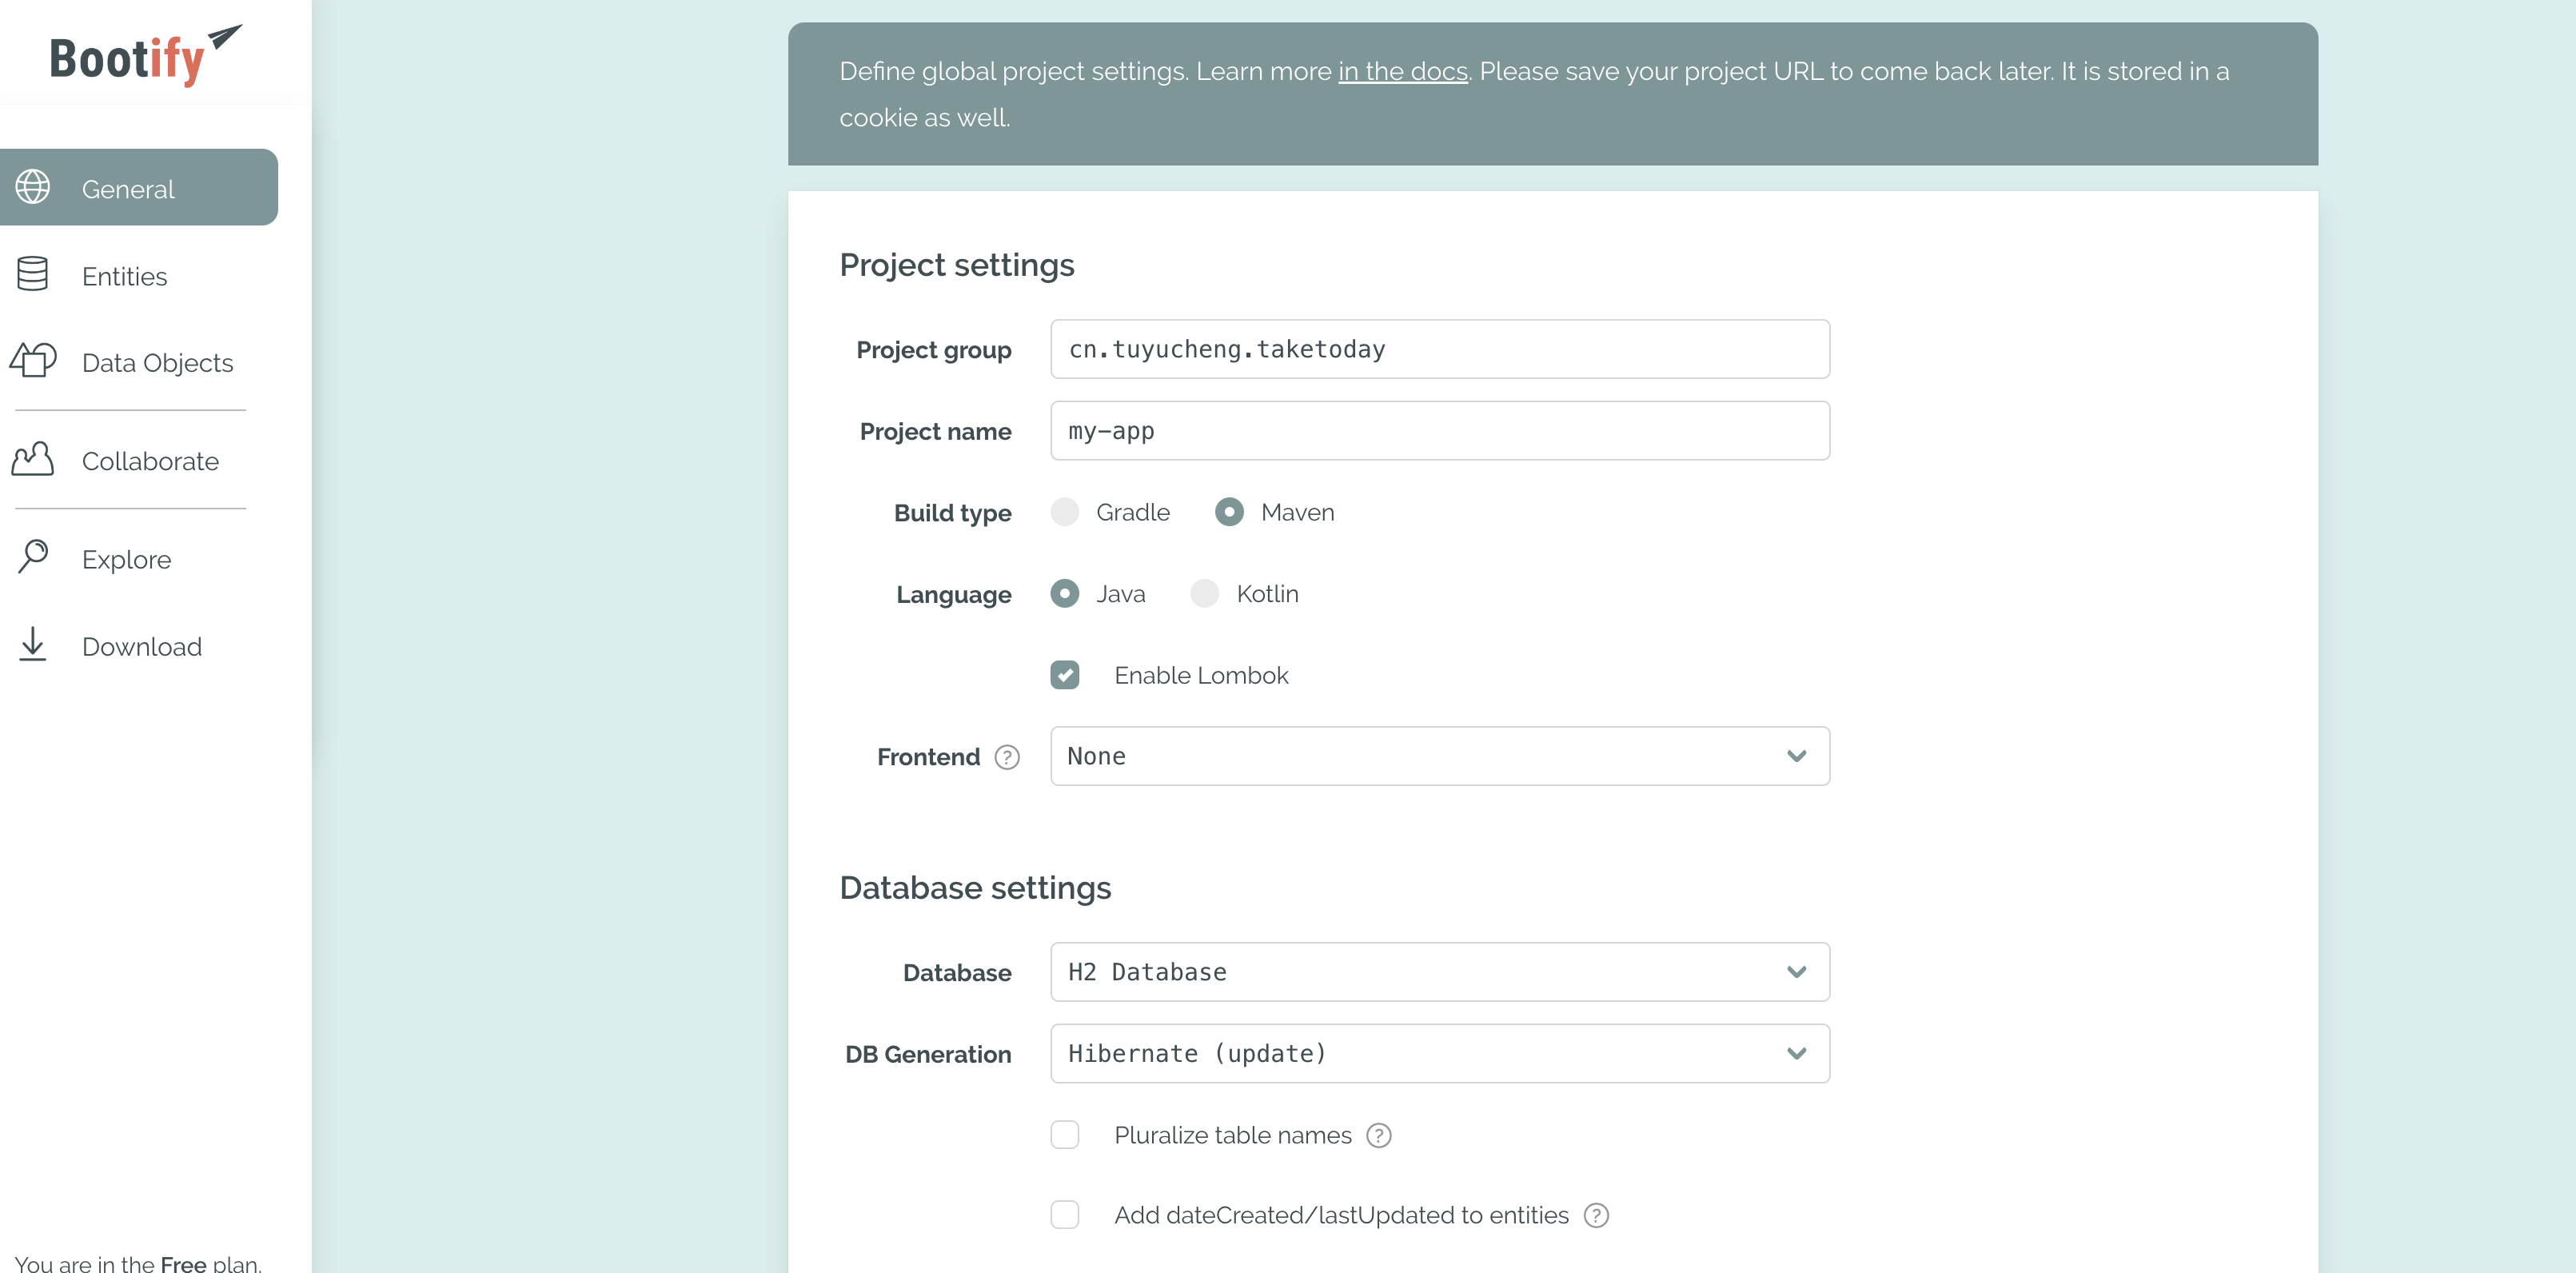 Bootify
General
Entities
Data Objects
Collaborate
Explore
Download
You are in the Free plan.
Define global project settings. Learn more in the docs. Please save your project URL to come back later. It is stored in a
cookie as well.
Project settings
Project group cn.tuyucheng.taketoday
Project name my-app
Build type Gradle Maven
Language Java Kotlin
Enable Lombok
Frontend ? None
Database settings
Database H2 Database
DB Generation Hibernate (update)
Pluralize table names ?
Add dateCreated/lastUpdated to entities ?